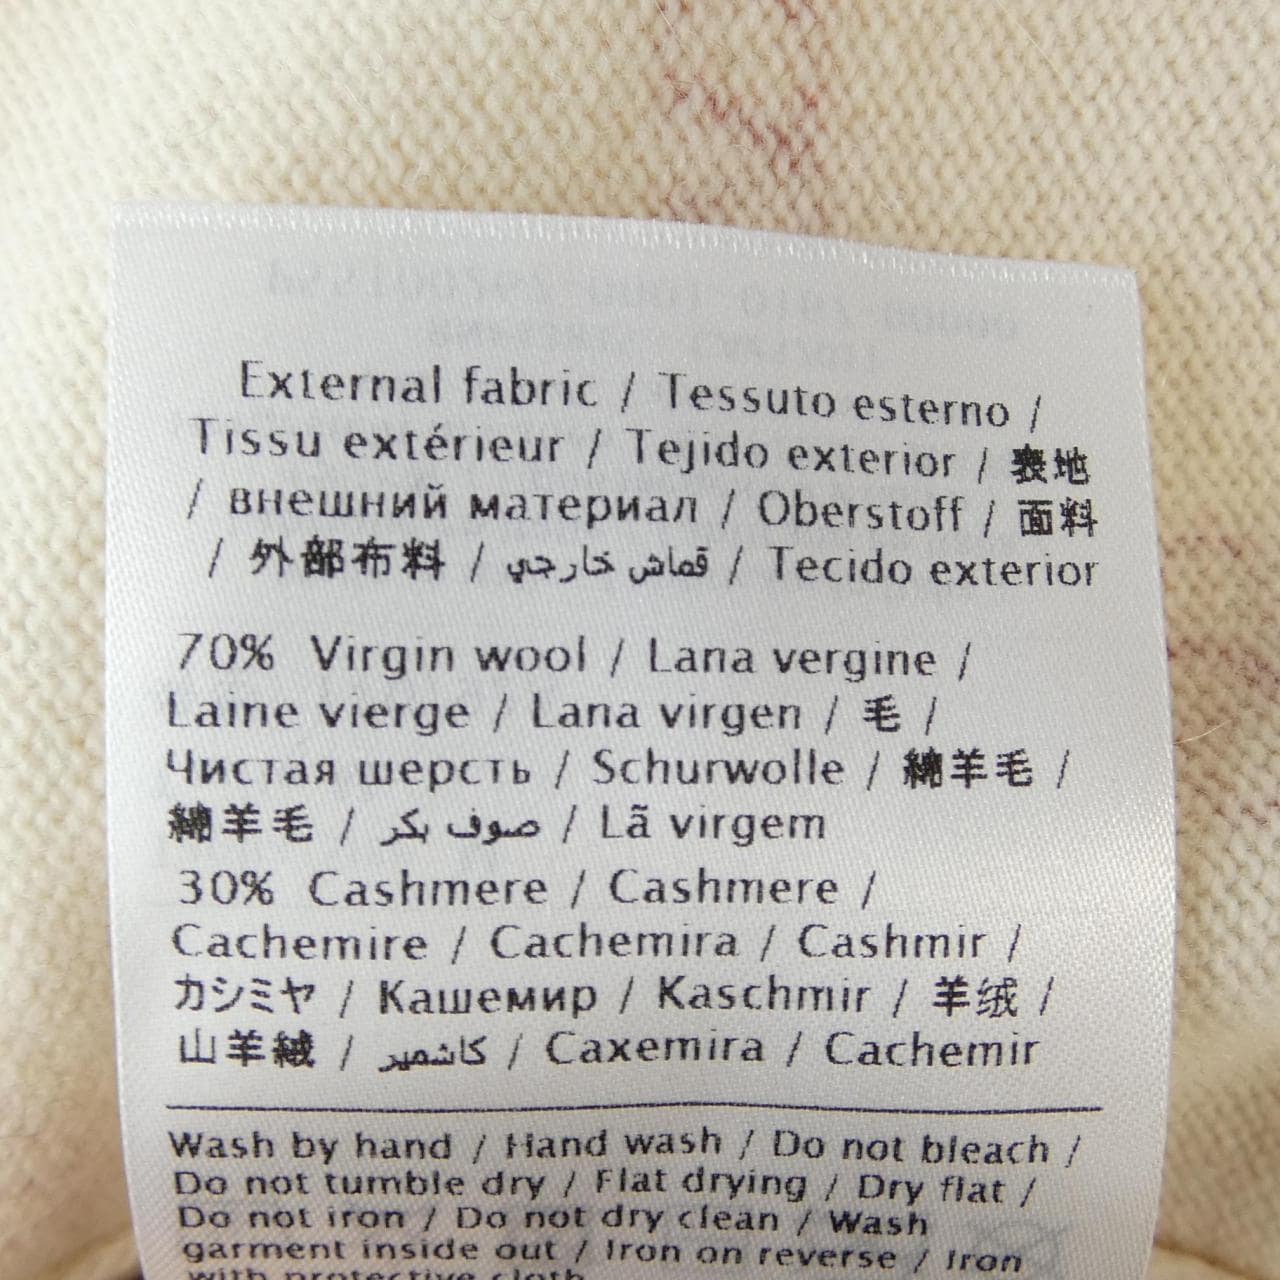 External fabric / Tessuto esterno /
Tissu extérieur / Tejido exterior / 表地
/ внешний материал / Oberstoff / 面料
/ 外部布料 / قماش خارجي / Tecido exterior
70% Virgin wool / Lana vergine /
Laine vierge / Lana virgen / 毛 /
Чистая шерсть / Schurwolle / 綿羊毛 /
綿羊毛 / صوف بكر / Lã virgem
30% Cashmere / Cashmere /
Cachemire / Cachemira / Cashmir /
カシミヤ / Кашемир / Kaschmir / 羊绒 /
山羊絨 / كاشمير / Caxemira / Cachemir
Wash by hand / Hand wash / Do not bleach /
Do not tumble dry / Flat drying / Dry flat /
Do not iron / Do not dry clean / Wash
garment inside out / Iron on reverse / Iron
with protective cloth